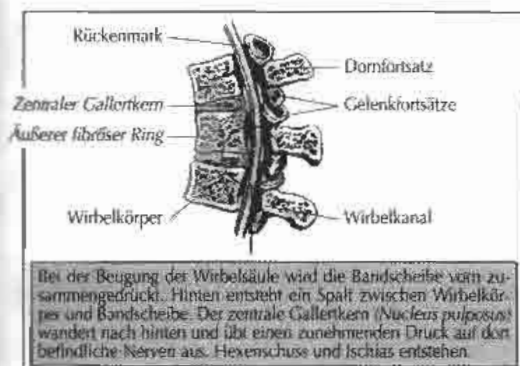 Rückenmark
Dornfortsatz
Zentraler Gallertkern
Gelenkfortsätze
Äußerer fibröser Ring
Wirbelkörper
Wirbelkanal
Bei der Beugung der Wirbelsäule wird die Bandscheibe vorn zu-
sammengedrückt. Hinten entsteht ein Spalt zwischen Wirbelkör-
per und Bandscheibe. Der zentrale Gallertkern (Nucleus pulposus)
wandert nach hinten und übt einen zunehmenden Druck auf dort
befindliche Nerven aus. Hexenschuss und Ischias entstehen.